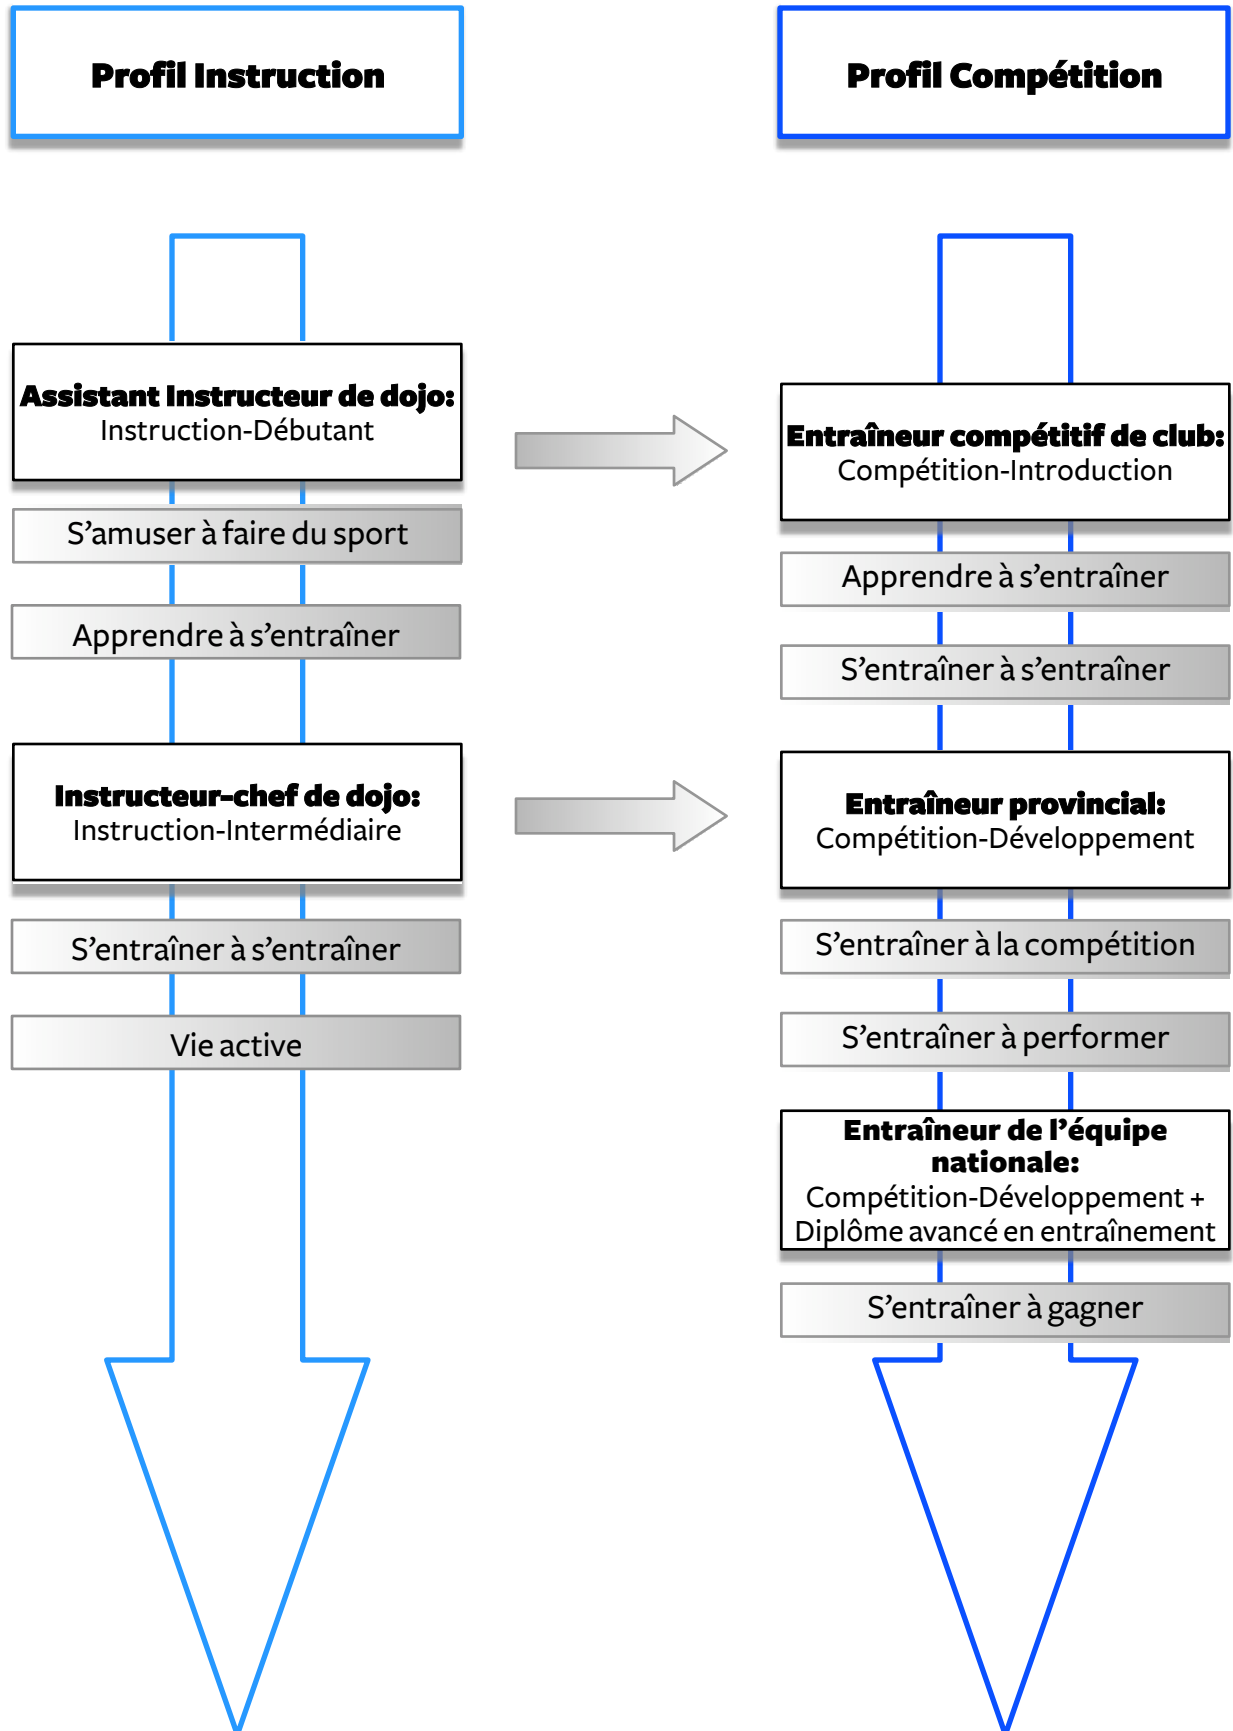 Profil Instruction
Profil Compétition
Assistant Instructeur de dojo:
Instruction-Débutant
S’amuser à faire du sport
Apprendre à s’entraîner
Instructeur-chef de dojo:
Instruction-Intermédiaire
S’entraîner à s’entraîner
Vie active
Entraîneur compétitif de club:
Compétition-Introduction
Apprendre à s’entraîner
S’entraîner à s’entraîner
Entraîneur provincial:
Compétition-Développement
S’entraîner à la compétition
S’entraîner à performer
Entraîneur de l’équipe
nationale:
Compétition-Développement +
Diplôme avancé en entraînement
S’entraîner à gagner